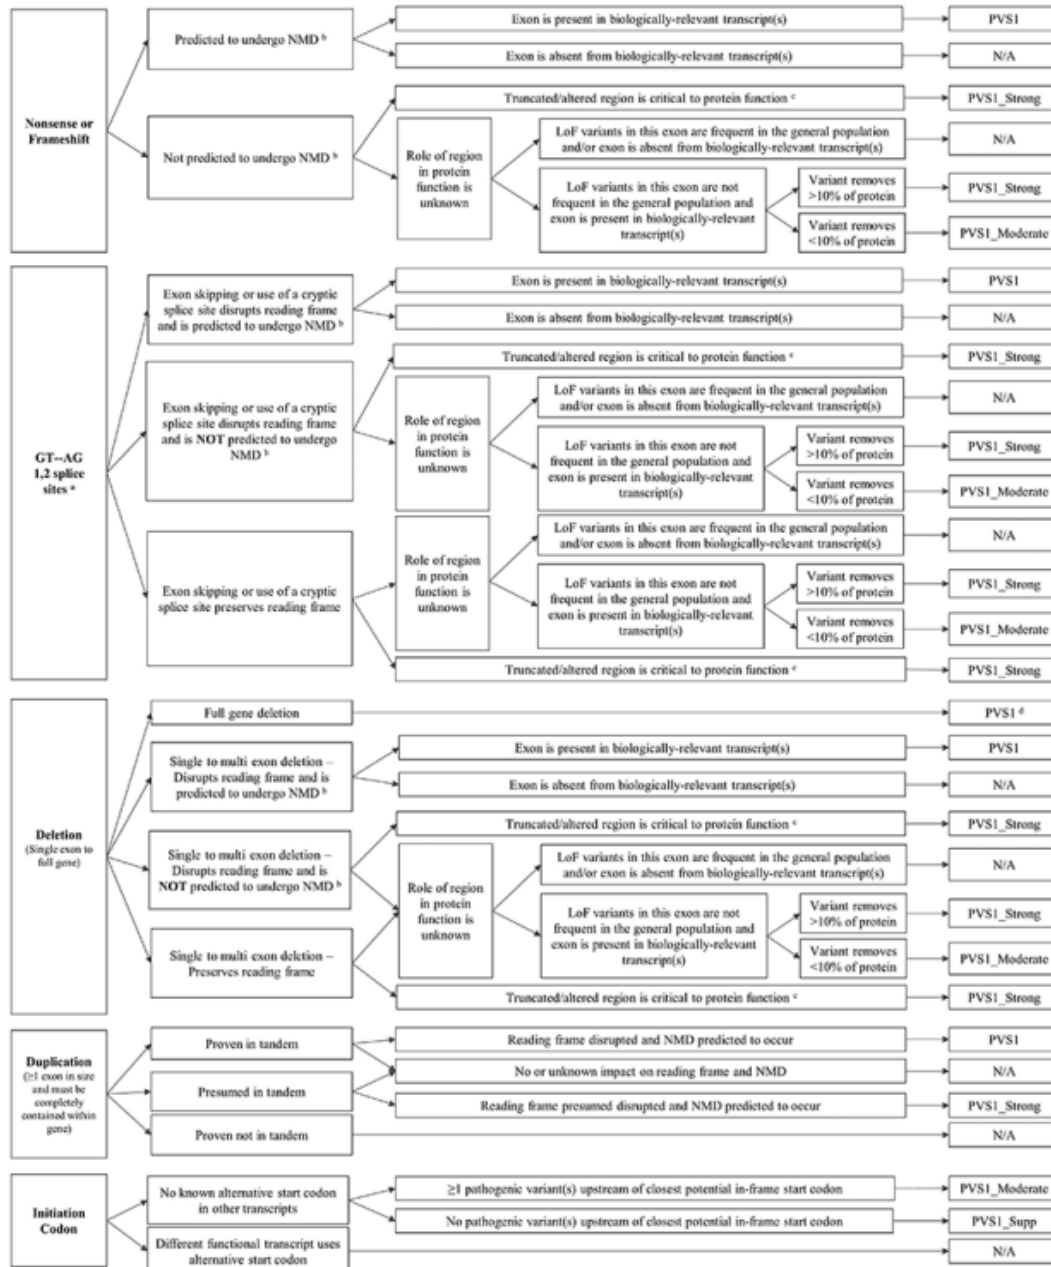 Nonsense or
Frameshift
Predicted to undergo NMD b
Exon is present in biologically-relevant transcript(s)
PVS1
Exon is absent from biologically-relevant transcript(s)
N/A
Not predicted to undergo NMD b
Truncated/altered region is critical to protein function c
PVS1_Strong
Role of region
in protein
function is
unknown
LoF variants in this exon are frequent in the general population
and/or exon is absent from biologically-relevant transcript(s)
N/A
LoF variants in this exon are not
frequent in the general population and
exon is present in biologically-relevant
transcript(s)
Variant removes
>10% of protein
PVS1_Strong
Variant removes
<10% of protein
PVS1_Moderate
GT--AG
1,2 splice
sites a
Exon skipping or use of a cryptic
splice site disrupts reading frame
and is predicted to undergo NMD b
Exon is present in biologically-relevant transcript(s)
PVS1
Exon is absent from biologically-relevant transcript(s)
N/A
Exon skipping or use of a cryptic
splice site disrupts reading frame
and is NOT predicted to undergo
NMD b
Truncated/altered region is critical to protein function c
PVS1_Strong
Role of region
in protein
function is
unknown
LoF variants in this exon are frequent in the general population
and/or exon is absent from biologically-relevant transcript(s)
N/A
LoF variants in this exon are not
frequent in the general population and
exon is present in biologically-relevant
transcript(s)
Variant removes
>10% of protein
PVS1_Strong
Variant removes
<10% of protein
PVS1_Moderate
Exon skipping or use of a cryptic
splice site preserves reading frame
Role of region
in protein
function is
unknown
LoF variants in this exon are frequent in the general population
and/or exon is absent from biologically-relevant transcript(s)
N/A
LoF variants in this exon are not
frequent in the general population and
exon is present in biologically-relevant
transcript(s)
Variant removes
>10% of protein
PVS1_Strong
Variant removes
<10% of protein
PVS1_Moderate
Truncated/altered region is critical to protein function c
PVS1_Strong
Deletion
(Single exon to
full gene)
Full gene deletion
PVS1 d
Single to multi exon deletion –
Disrupts reading frame and is
predicted to undergo NMD b
Exon is present in biologically-relevant transcript(s)
PVS1
Exon is absent from biologically-relevant transcript(s)
N/A
Single to multi exon deletion –
Disrupts reading frame and is
NOT predicted to undergo NMD b
Truncated/altered region is critical to protein function c
PVS1_Strong
Role of region
in protein
function is
unknown
LoF variants in this exon are frequent in the general population
and/or exon is absent from biologically-relevant transcript(s)
N/A
LoF variants in this exon are not
frequent in the general population and
exon is present in biologically-relevant
transcript(s)
Variant removes
>10% of protein
PVS1_Strong
Variant removes
<10% of protein
PVS1_Moderate
Single to multi exon deletion –
Preserves reading frame
Truncated/altered region is critical to protein function c
PVS1_Strong
Duplication
(≥1 exon in size
and must be
completely
contained within
gene)
Proven in tandem
Reading frame disrupted and NMD predicted to occur
PVS1
No or unknown impact on reading frame and NMD
N/A
Presumed in tandem
Reading frame presumed disrupted and NMD predicted to occur
PVS1_Strong
Proven not in tandem
N/A
Initiation
Codon
No known alternative start codon
in other transcripts
≥1 pathogenic variant(s) upstream of closest potential in-frame start codon
PVS1_Moderate
No pathogenic variant(s) upstream of closest potential in-frame start codon
PVS1_Supp
Different functional transcript uses
alternative start codon
N/A